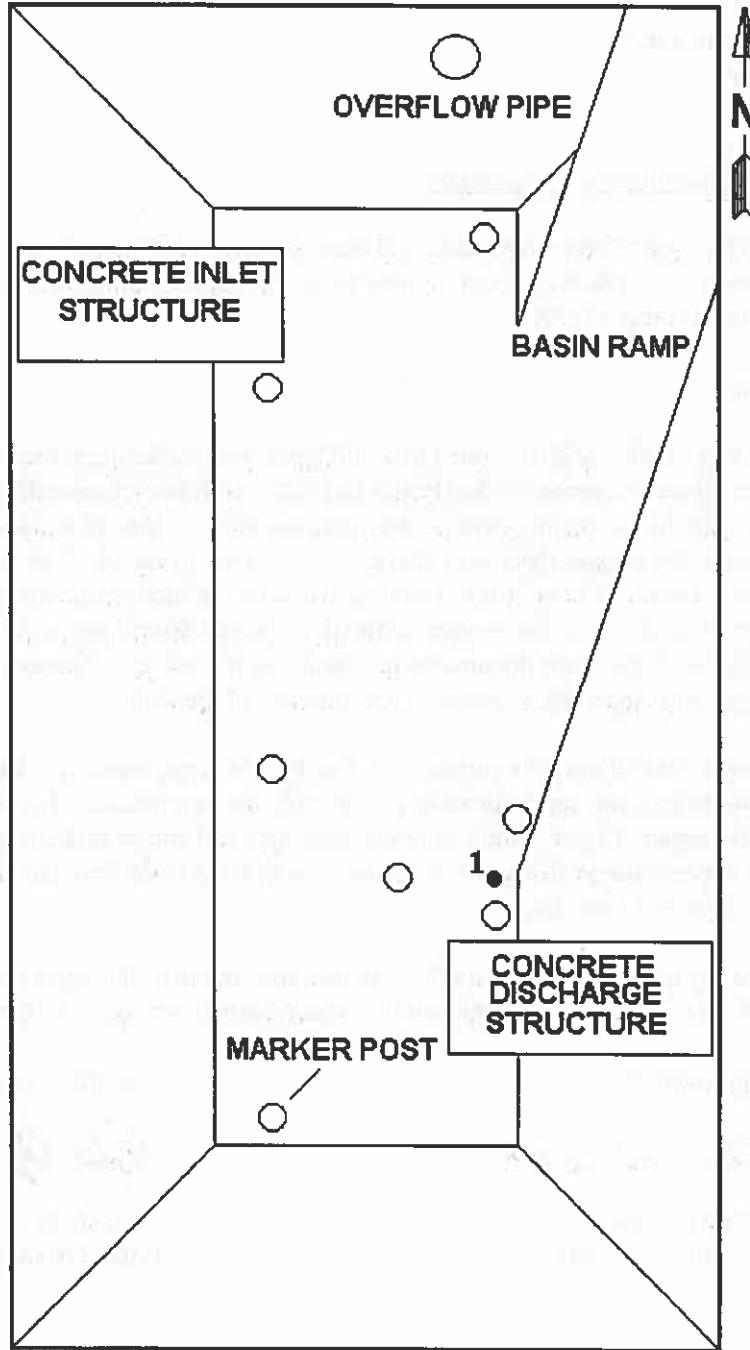 N
OVERFLOW PIPE
CONCRETE INLET
STRUCTURE
BASIN RAMP
1
CONCRETE
DISCHARGE
STRUCTURE
MARKER POST